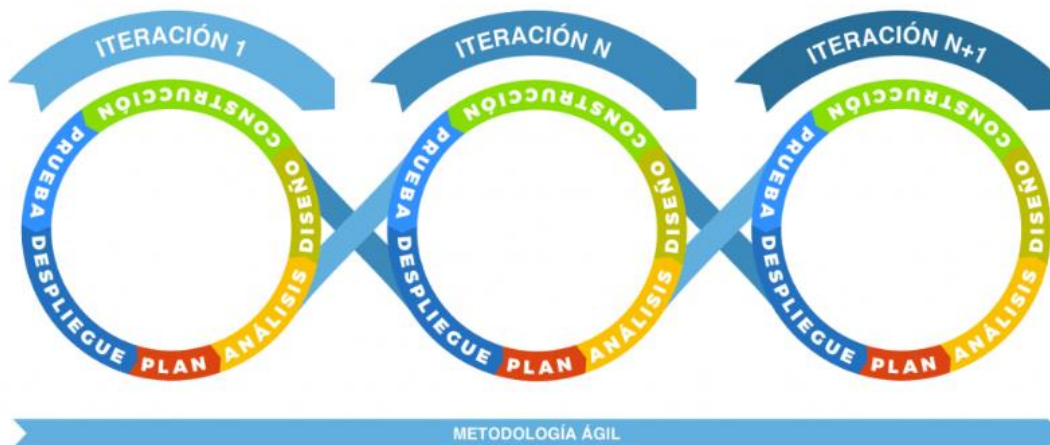 ITERACIÓN 1
ITERACIÓN N
ITERACIÓN N+1
PLAN
ANÁLISIS
DISEÑO
CONSTRUCCIÓN
PRUEBA
DESPLIEGUE
PLAN
ANÁLISIS
DISEÑO
CONSTRUCCIÓN
PRUEBA
DESPLIEGUE
PLAN
ANÁLISIS
DISEÑO
CONSTRUCCIÓN
PRUEBA
DESPLIEGUE
METODOLOGÍA ÁGIL